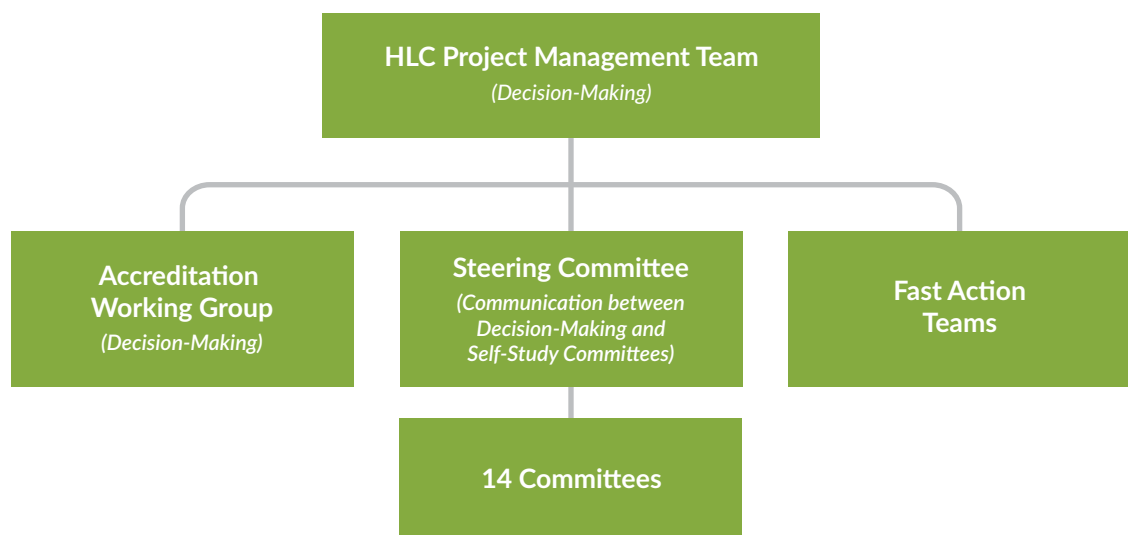 HLC Project Management Team
(Decision-Making)
Accreditation
Working Group
(Decision-Making)
Steering Committee
(Communication between
Decision-Making and
Self-Study Committees)
Fast Action
Teams
14 Committees